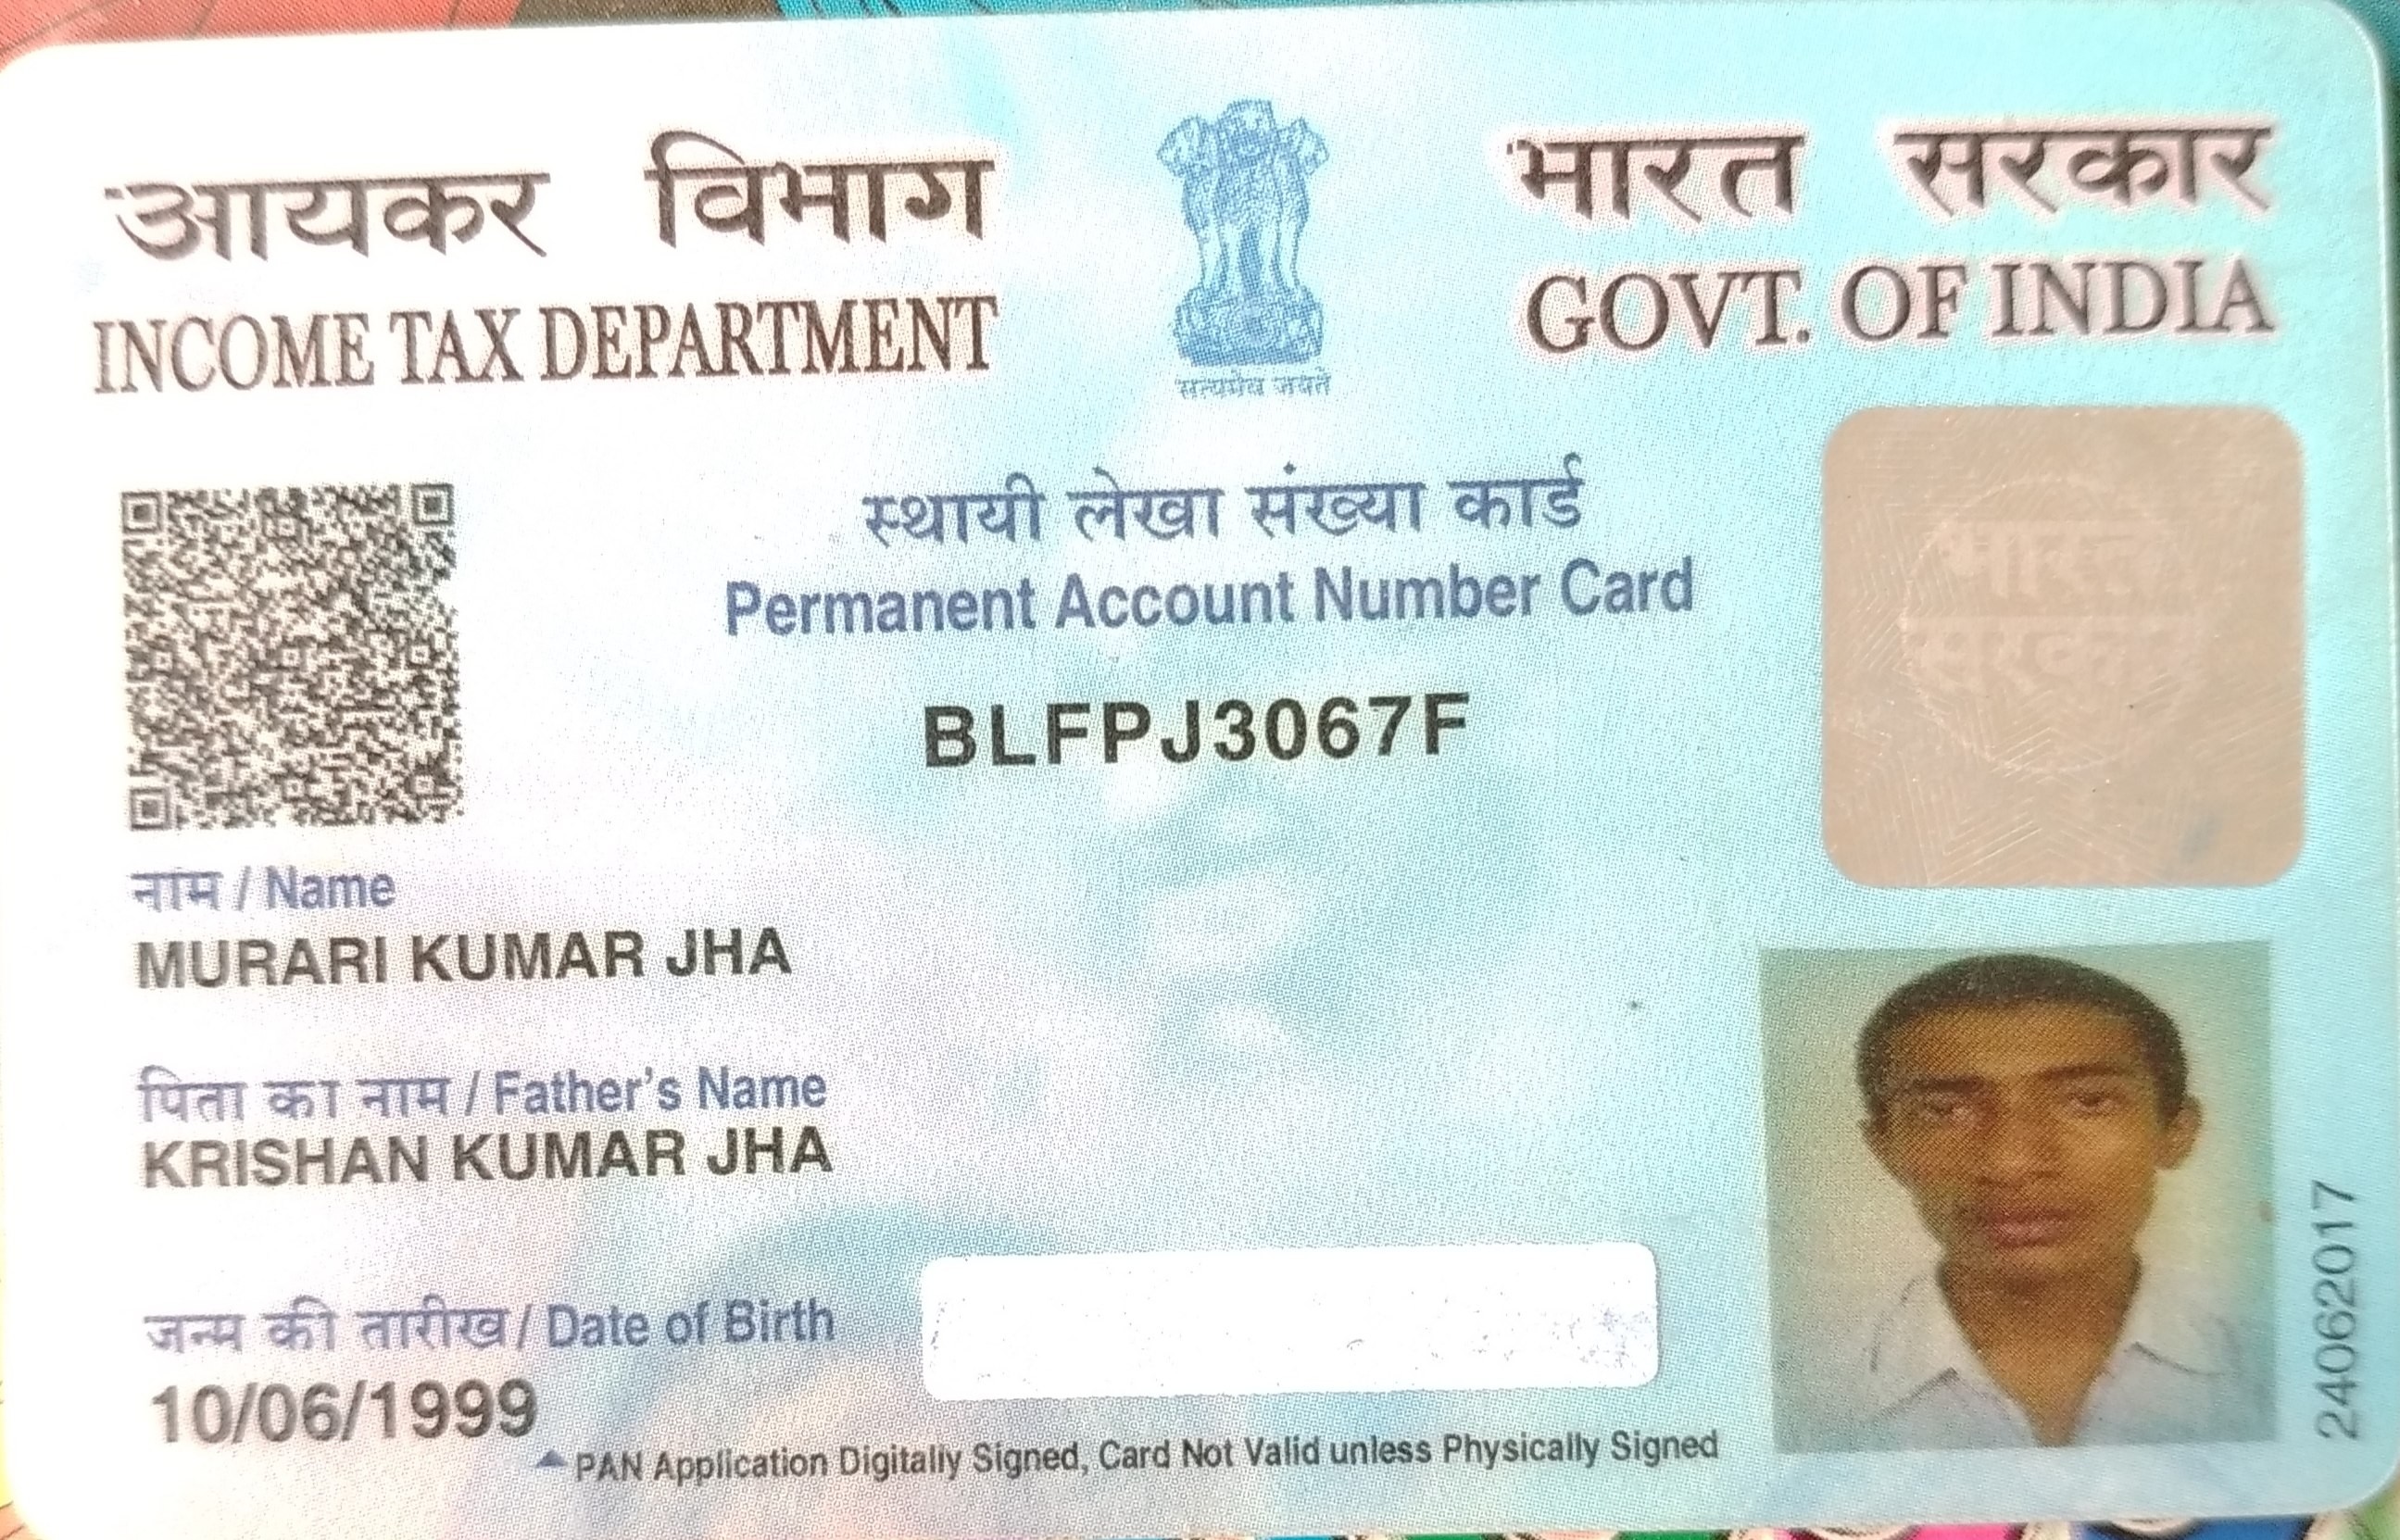 आयकर विभाग
INCOME TAX DEPARTMENT
सत्यमेव जयते
भारत सरकार
GOVT. OF INDIA
स्थायी लेखा संख्या कार्ड
Permanent Account Number Card
BLFPJ3067F
भारत
सरकार
नाम / Name
MURARI KUMAR JHA
पिता का नाम / Father's Name
KRISHAN KUMAR JHA
जन्म की तारीख / Date of Birth
10/06/1999
PAN Application Digitally Signed, Card Not Valid unless Physically Signed
24062017